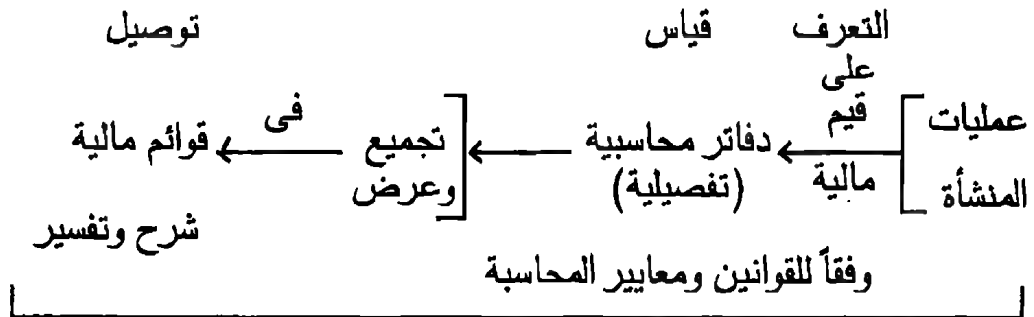 التعرف قياس توصيل
على
عمليات قيم دفاتر محاسبية تجميع فى قوائم مالية
المنشأة مالية (تفصيلية) وعرض
شرح وتفسير
وفقاً للقوانين ومعايير المحاسبة